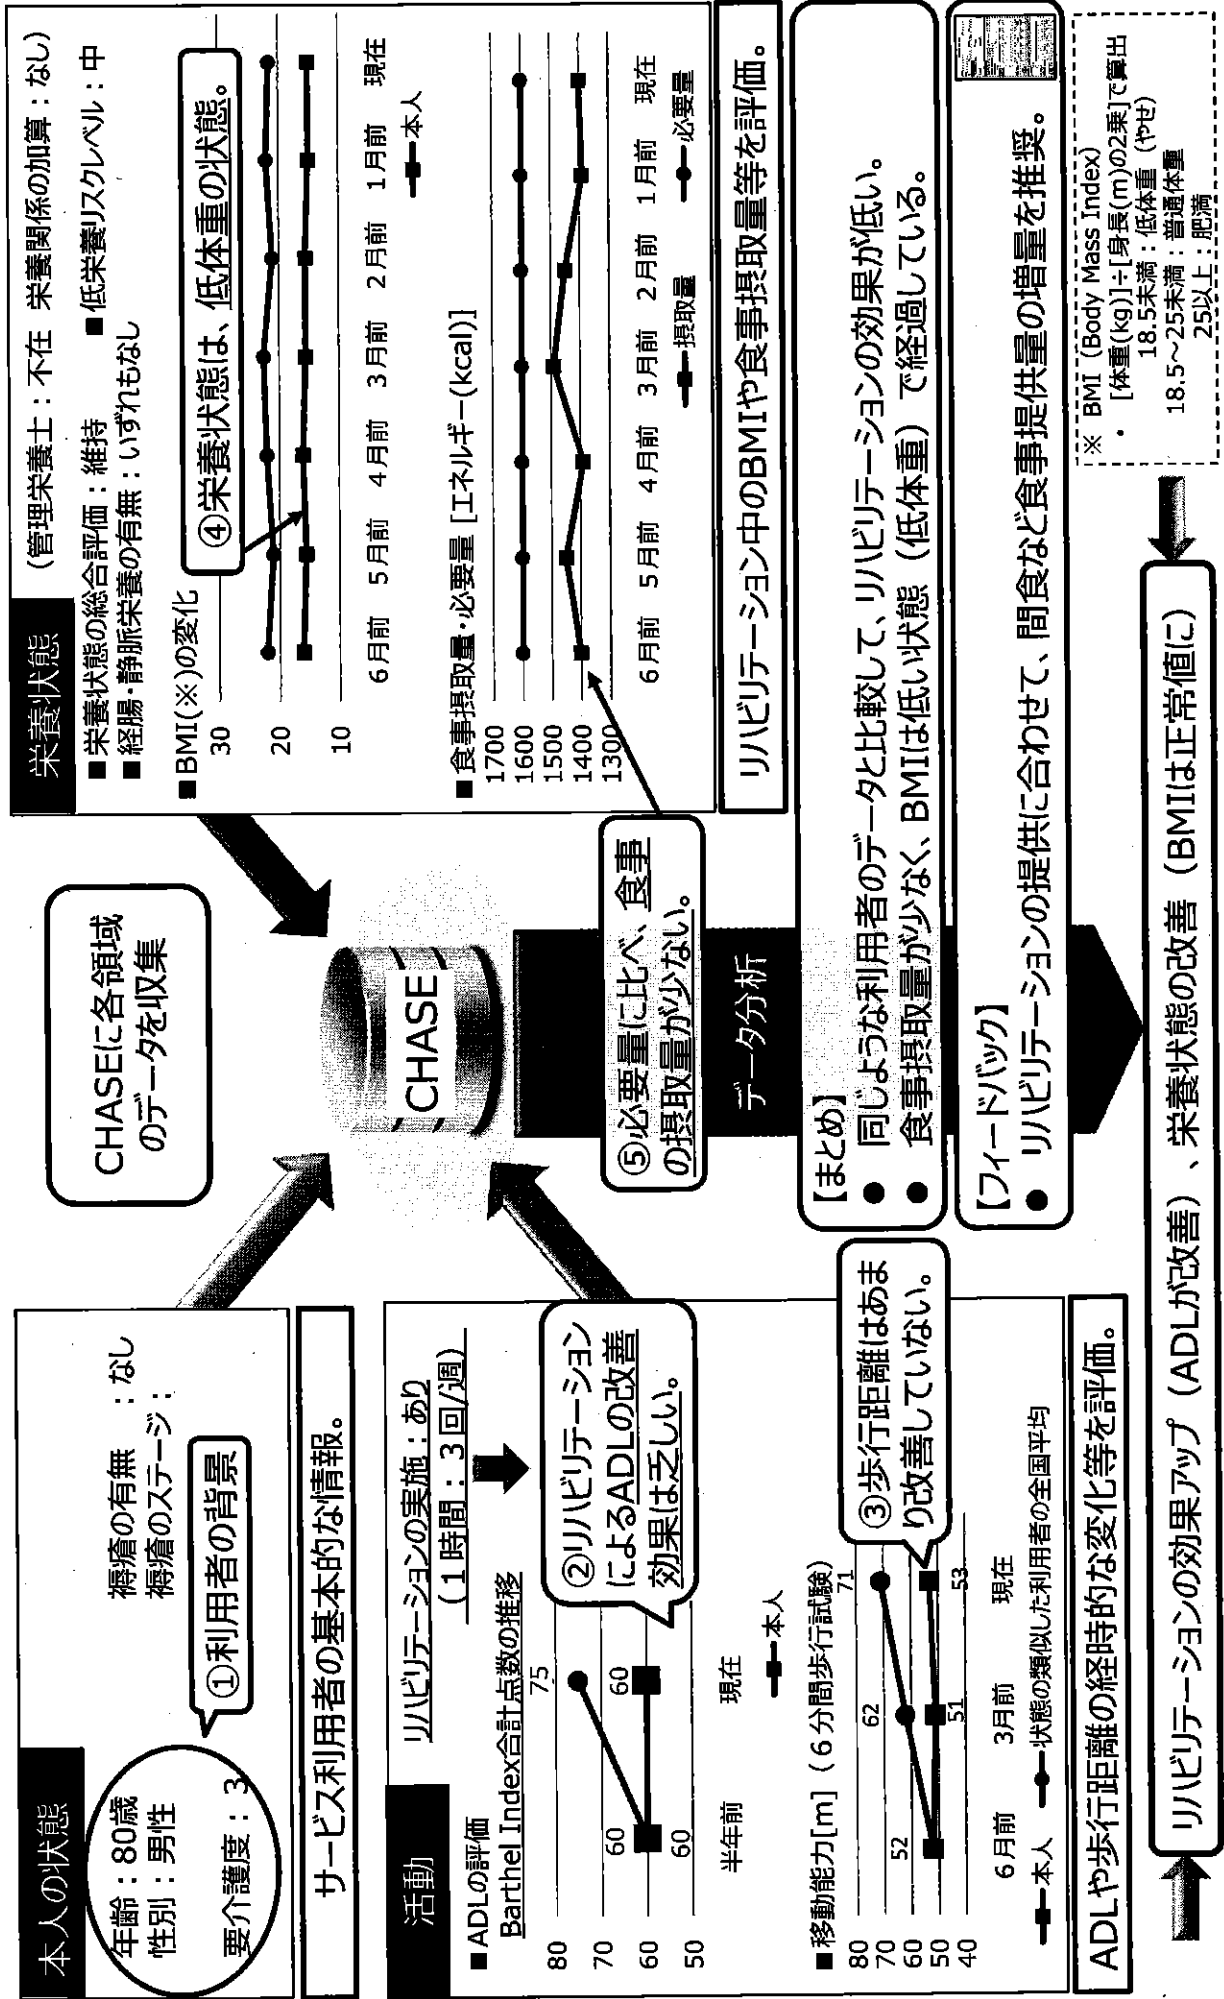 本人の状態
年齢：80歳
性別：男性
要介護度：3
褥瘡の有無　：なし
褥瘡のステージ：
①利用者の背景
サービス利用者の基本的な情報。
活動
リハビリテーションの実施：あり
（１時間：３回/週）
■ADLの評価
Barthel Index合計点数の推移
80
70
60
50
60
60
75
60
半年前
現在
本人
②リハビリテーション
によるADLの改善
効果は乏しい。
■移動能力[m]（６分間歩行試験）
80
70
60
50
40
52
62
51
71
53
６月前
3月前
現在
本人
状態の類似した利用者の全国平均
③歩行距離はあま
り改善していない。
ADLや歩行距離の経時的な変化等を評価。
CHASEに各領域
のデータを収集
CHASE
データ分析
栄養状態
（管理栄養士：不在 栄養関係の加算：なし）
■栄養状態の総合評価：維持
■低栄養リスクレベル：中
■経腸・静脈栄養の有無：いずれもなし
■BMI(※)の変化
30
20
10
６月前
５月前
４月前
３月前
２月前
１月前
現在
本人
④栄養状態は、低体重の状態。
■食事摂取量・必要量 [エネルギー(kcal)]
1700
1600
1500
1400
1300
６月前
５月前
４月前
３月前
２月前
１月前
現在
摂取量
必要量
⑤必要量に比べ、食事
の摂取量が少ない。
リハビリテーション中のBMIや食事摂取量等を評価。
【まとめ】
● 同じような利用者のデータと比較して、リハビリテーションの効果が低い。
● 食事摂取量が少なく、BMIは低い状態（低体重）で経過している。
【フィードバック】
● リハビリテーションの提供に合わせて、間食など食事提供量の増量を推奨。
リハビリテーションの効果アップ（ADLが改善）、栄養状態の改善（BMIは正常値に）
※ BMI（Body Mass Index）
・ [体重(kg)]÷[身長(m)の2乗]で算出
18.5未満：低体重（やせ）
18.5～25未満：普通体重
25以上：肥満